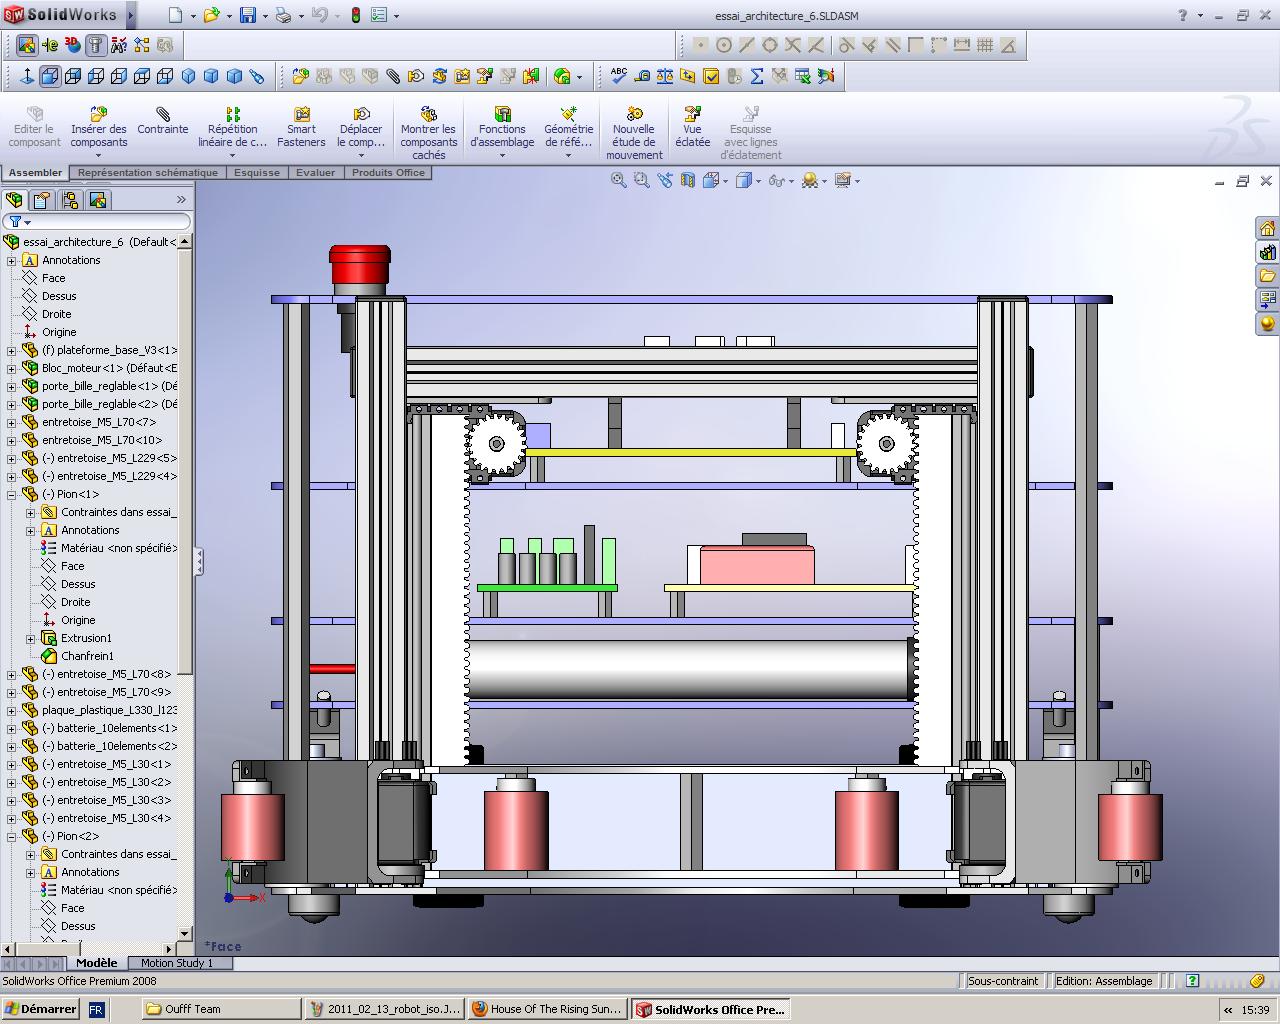 SolidWorks
essai_architecture_6.SLDASM
Editer le composant
Insérer des composants
Contrainte
Répétition linéaire de c...
Smart Fasteners
Déplacer le comp...
Montrer les composants cachés
Fonctions d'assemblage
Géométrie de réfé...
Nouvelle étude de mouvement
Vue éclatée
Esquisse avec lignes d'éclatement
Assembler
Représentation schématique
Esquisse
Evaluer
Produits Office
essai_architecture_6 (Default<
Annotations
Face
Dessus
Droite
Origine
(f) plateforme_base_V3<1>
Bloc_moteur<1> (Défaut<E
porte_bille_reglable<1> (Dé
porte_bille_reglable<2> (Dé
entretoise_M5_L70<7>
entretoise_M5_L70<10>
(-) entretoise_M5_L229<5>
(-) entretoise_M5_L229<4>
(-) Pion<1>
Contraintes dans essai_
Annotations
Matériau <non spécifié>
Face
Dessus
Droite
Origine
Extrusion1
Chanfrein1
(-) entretoise_M5_L70<8>
(-) entretoise_M5_L70<9>
plaque_plastique_L330_l123
(-) batterie_10elements<1>
(-) batterie_10elements<2>
(-) entretoise_M5_L30<1>
(-) entretoise_M5_L30<2>
(-) entretoise_M5_L30<3>
(-) entretoise_M5_L30<4>
(-) Pion<2>
Contraintes dans essai_
Annotations
Matériau <non spécifié>
Face
Dessus
*Face
Modèle
Motion Study 1
SolidWorks Office Premium 2008
Sous-contraint
Edition: Assemblage
Démarrer
FR
Oufff Team
2011_02_13_robot_iso.J...
House Of The Rising Sun...
SolidWorks Office Pre...
15:39